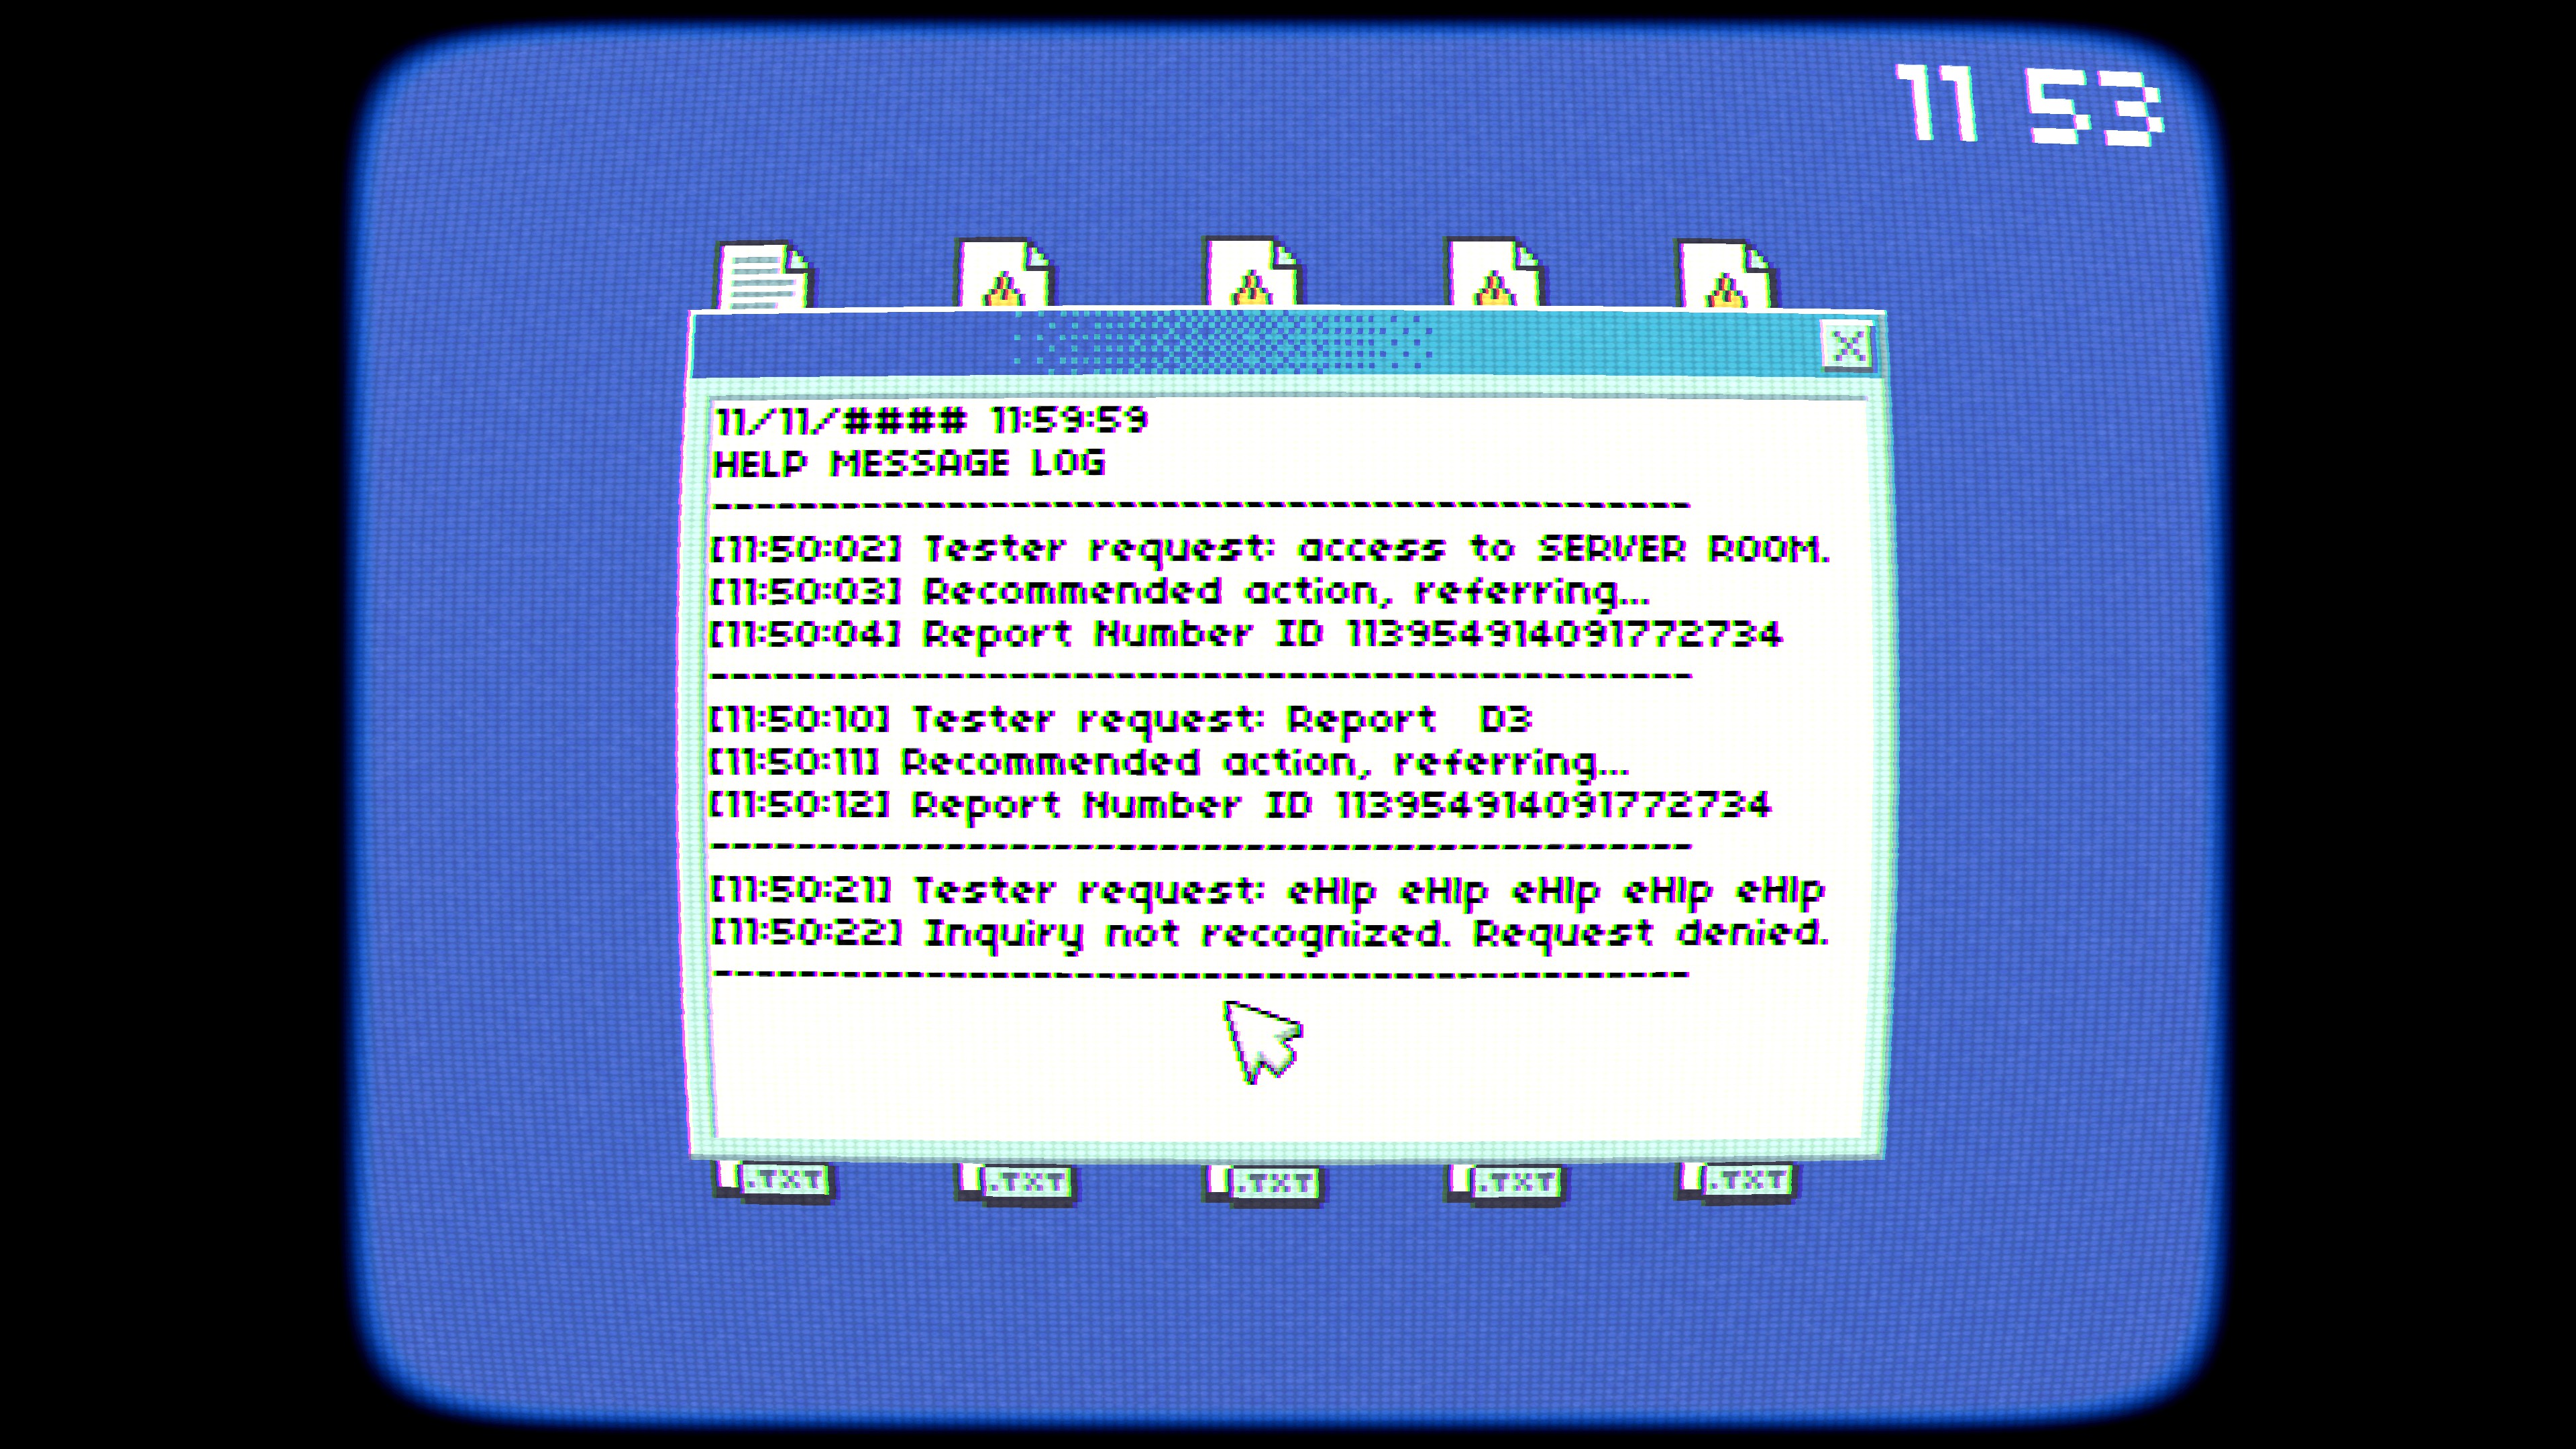 11 53
11/11/#### 11:59:59
HELP MESSAGE LOG
----------------------------------------------
[11:50:02] Tester request: access to SERVER ROOM.
[11:50:03] Recommended action, referring...
[11:50:04] Report Number ID 113954914091772734
----------------------------------------------
[11:50:10] Tester request: Report  D3
[11:50:11] Recommended action, referring...
[11:50:12] Report Number ID 113954914091772734
----------------------------------------------
[11:50:21] Tester request: eHlp eHlp eHlp eHlp eHlp
[11:50:22] Inquiry not recognized. Request denied.
----------------------------------------------
.TXT .TXT .TXT .TXT .TXT